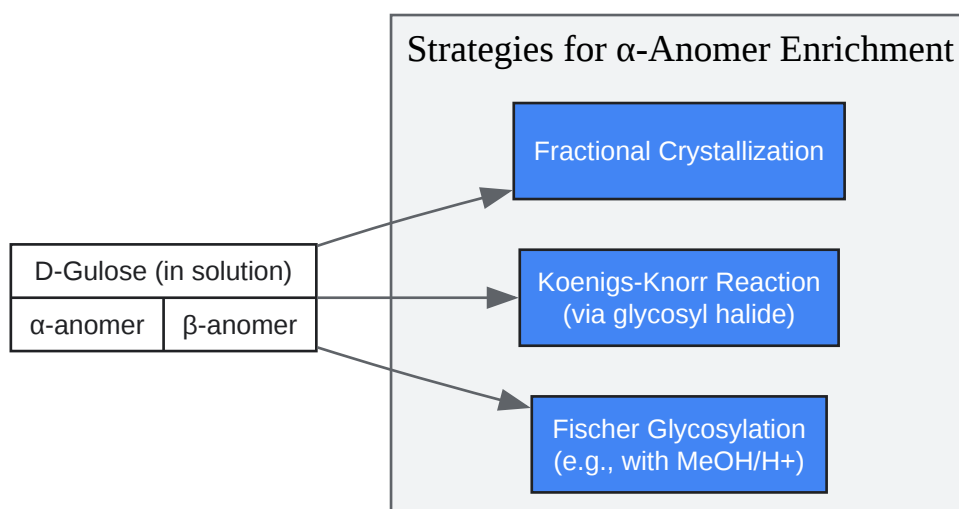 Strategies for α-Anomer Enrichment
Fractional Crystallization
D-Gulose (in solution)
α-anomer
β-anomer
Koenigs-Knorr Reaction
(via glycosyl halide)
Fischer Glycosylation
(e.g., with MeOH/H+)